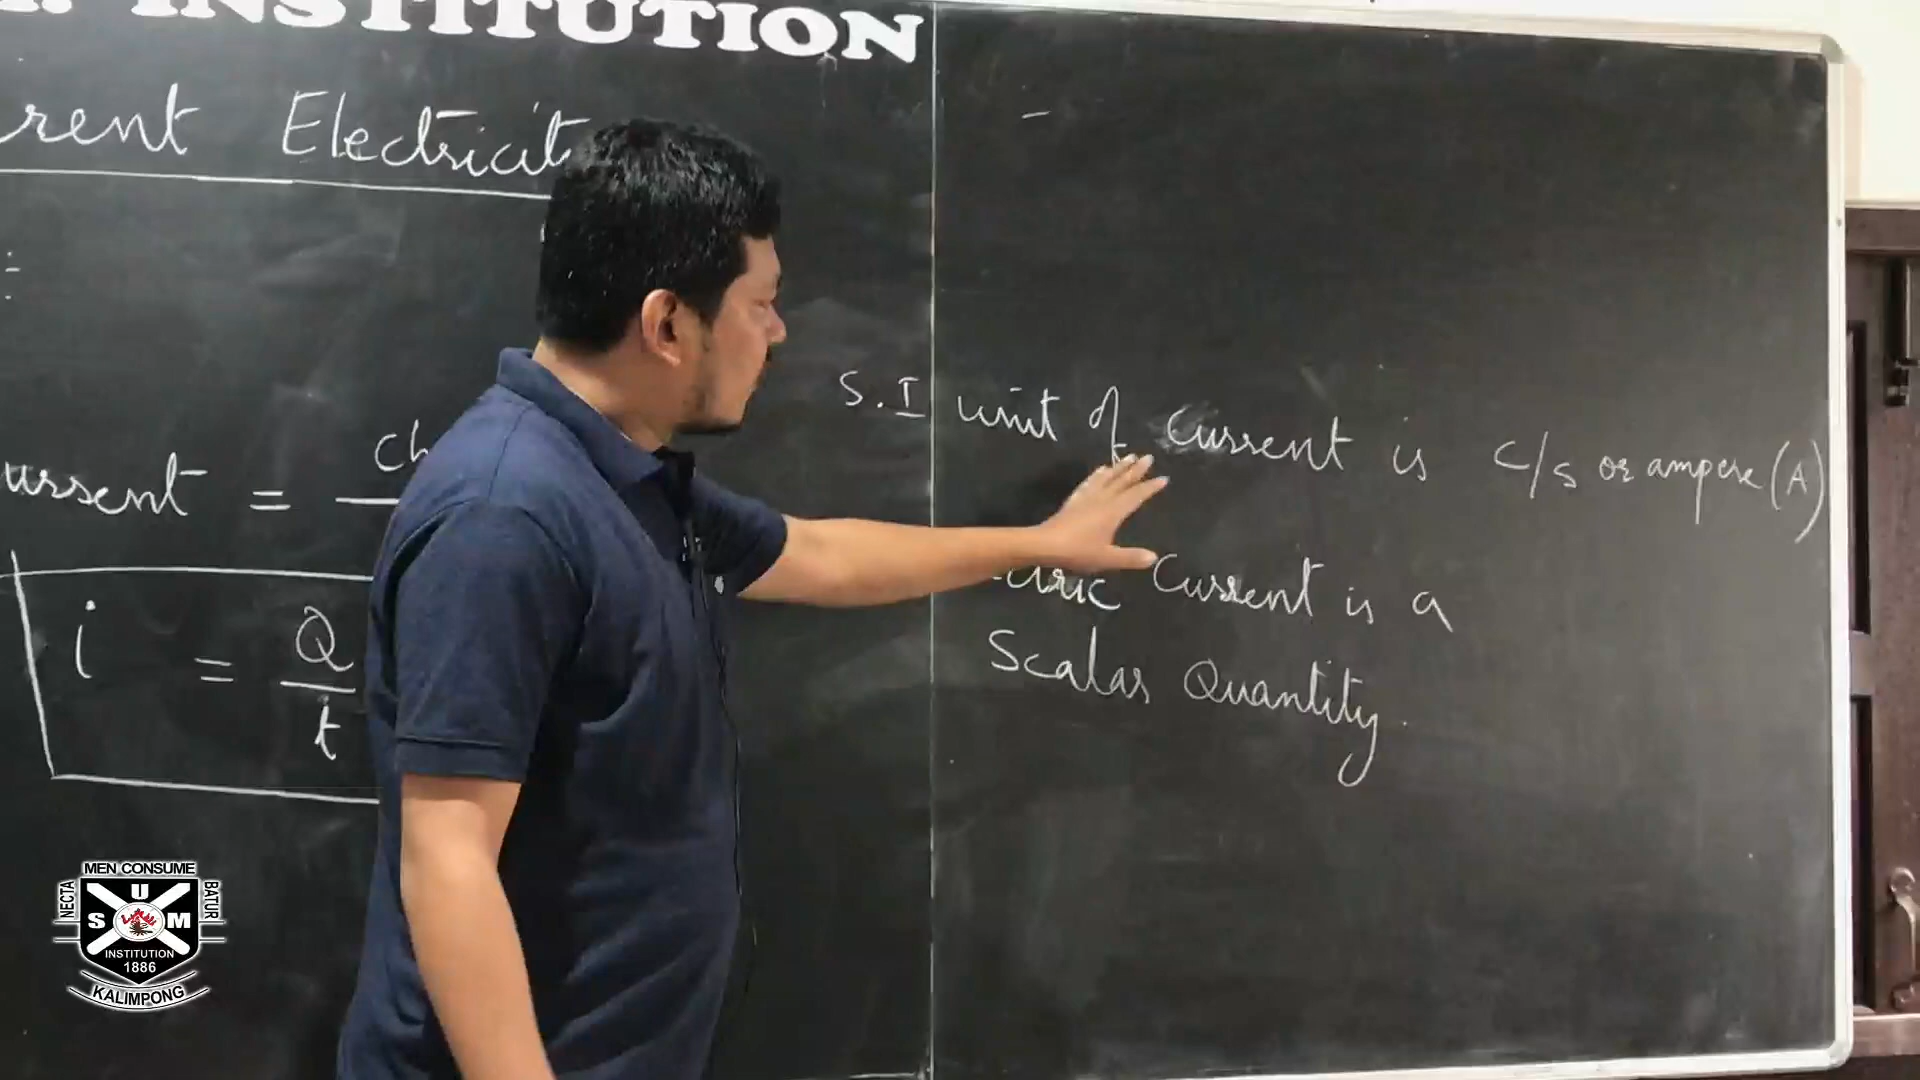 INSTITUTION
rent Electricit
:
urrent = ch
i = Q
t
S.I unit of Current is C/s or ampere (A)
ctric Current is a
Scalar Quantity.
MEN CONSUME
NECTA
BATUR
U
S M
INSTITUTION
1886
KALIMPONG